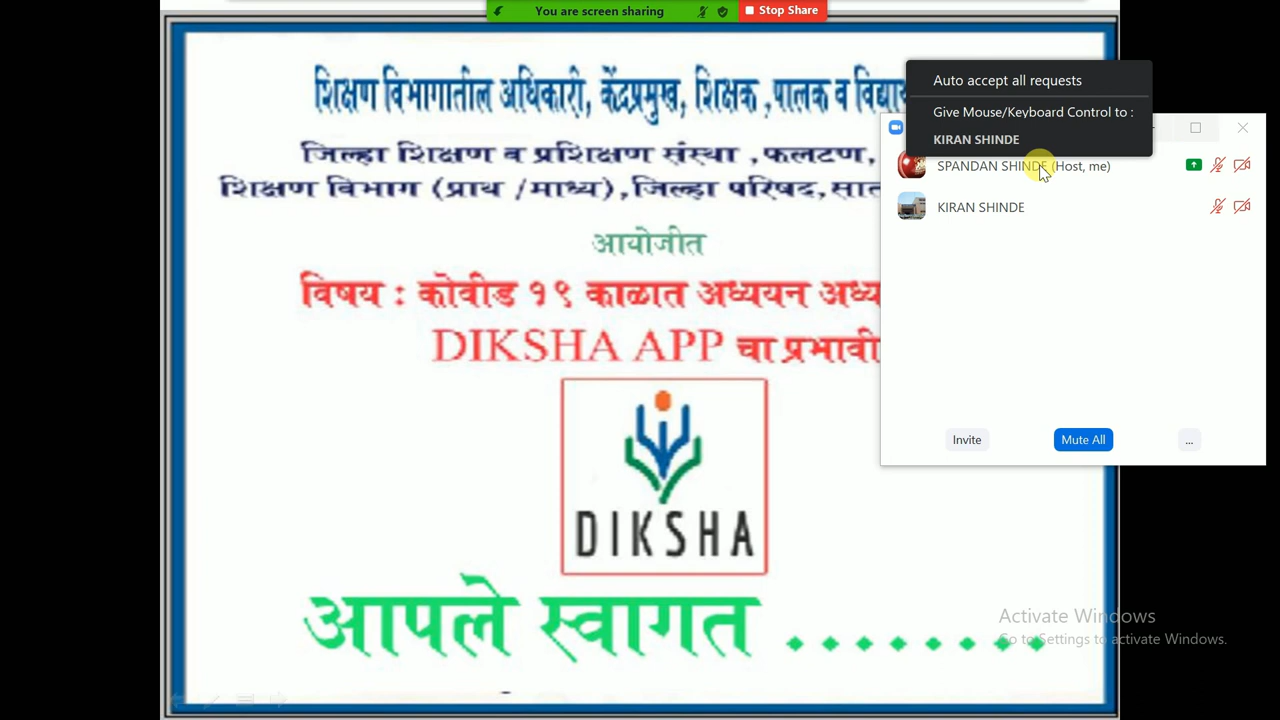 You are screen sharing
Stop Share
शिक्षण विभागातील अधिकारी, केंद्रप्रमुख, शिक्षक ,पालक व
जिल्हा शिक्षण व प्रशिक्षण संस्था ,फलटण,
शिक्षण विभाग (प्राथ /माध्य),जिल्हा परिषद,
आयोजीत
विषय : कोवीड १९ काळात अध्ययन
DIKSHA APP चा
DIKSHA
आपले स्वागत ........
Auto accept all requests
Give Mouse/Keyboard Control to :
KIRAN SHINDE
SPANDAN SHINDE (Host, me)
KIRAN SHINDE
Invite
Mute All
...
Activate Windows
Go to Settings to activate Windows.